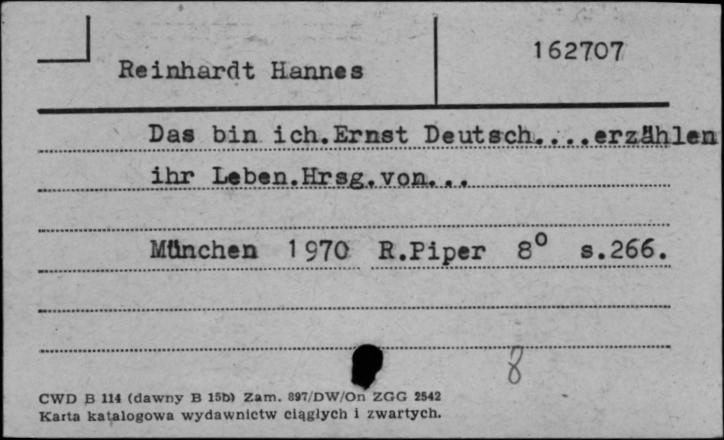 Reinhardt Hannes
162707
Das bin ich.Ernst Deutsch....erzählen
ihr Leben.Hrsg.von...
München 1970 R.Piper 8° s.266.
8
CWD B 114 (dawny B 15b) Zam. 897/DW/On ZGG 2542
Karta katalogowa wydawnictw ciągłych i zwartych.